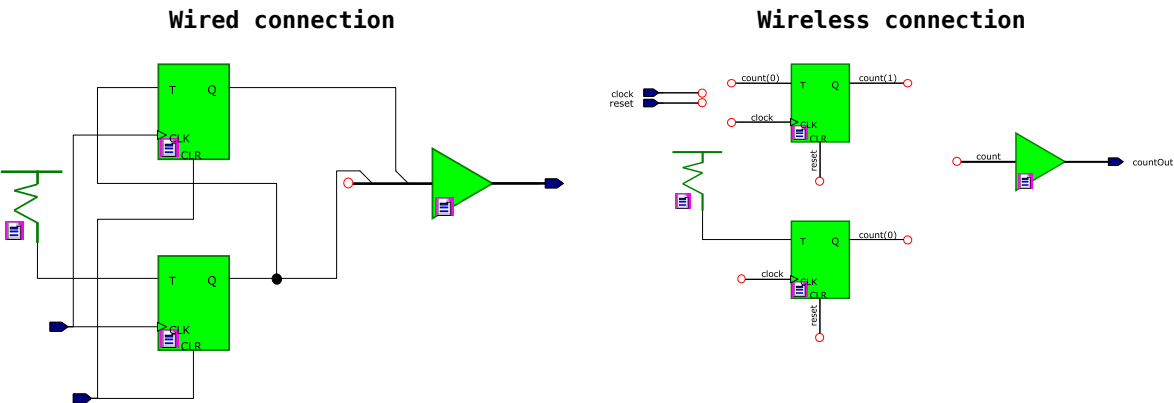 Wired connection
T Q
CLK
CLR
T Q
CLK
CLR
Wireless connection
clock
reset
count(0)
T Q
count(1)
clock
CLK
CLR
reset
count
countOut
T Q
count(0)
clock
CLK
CLR
reset